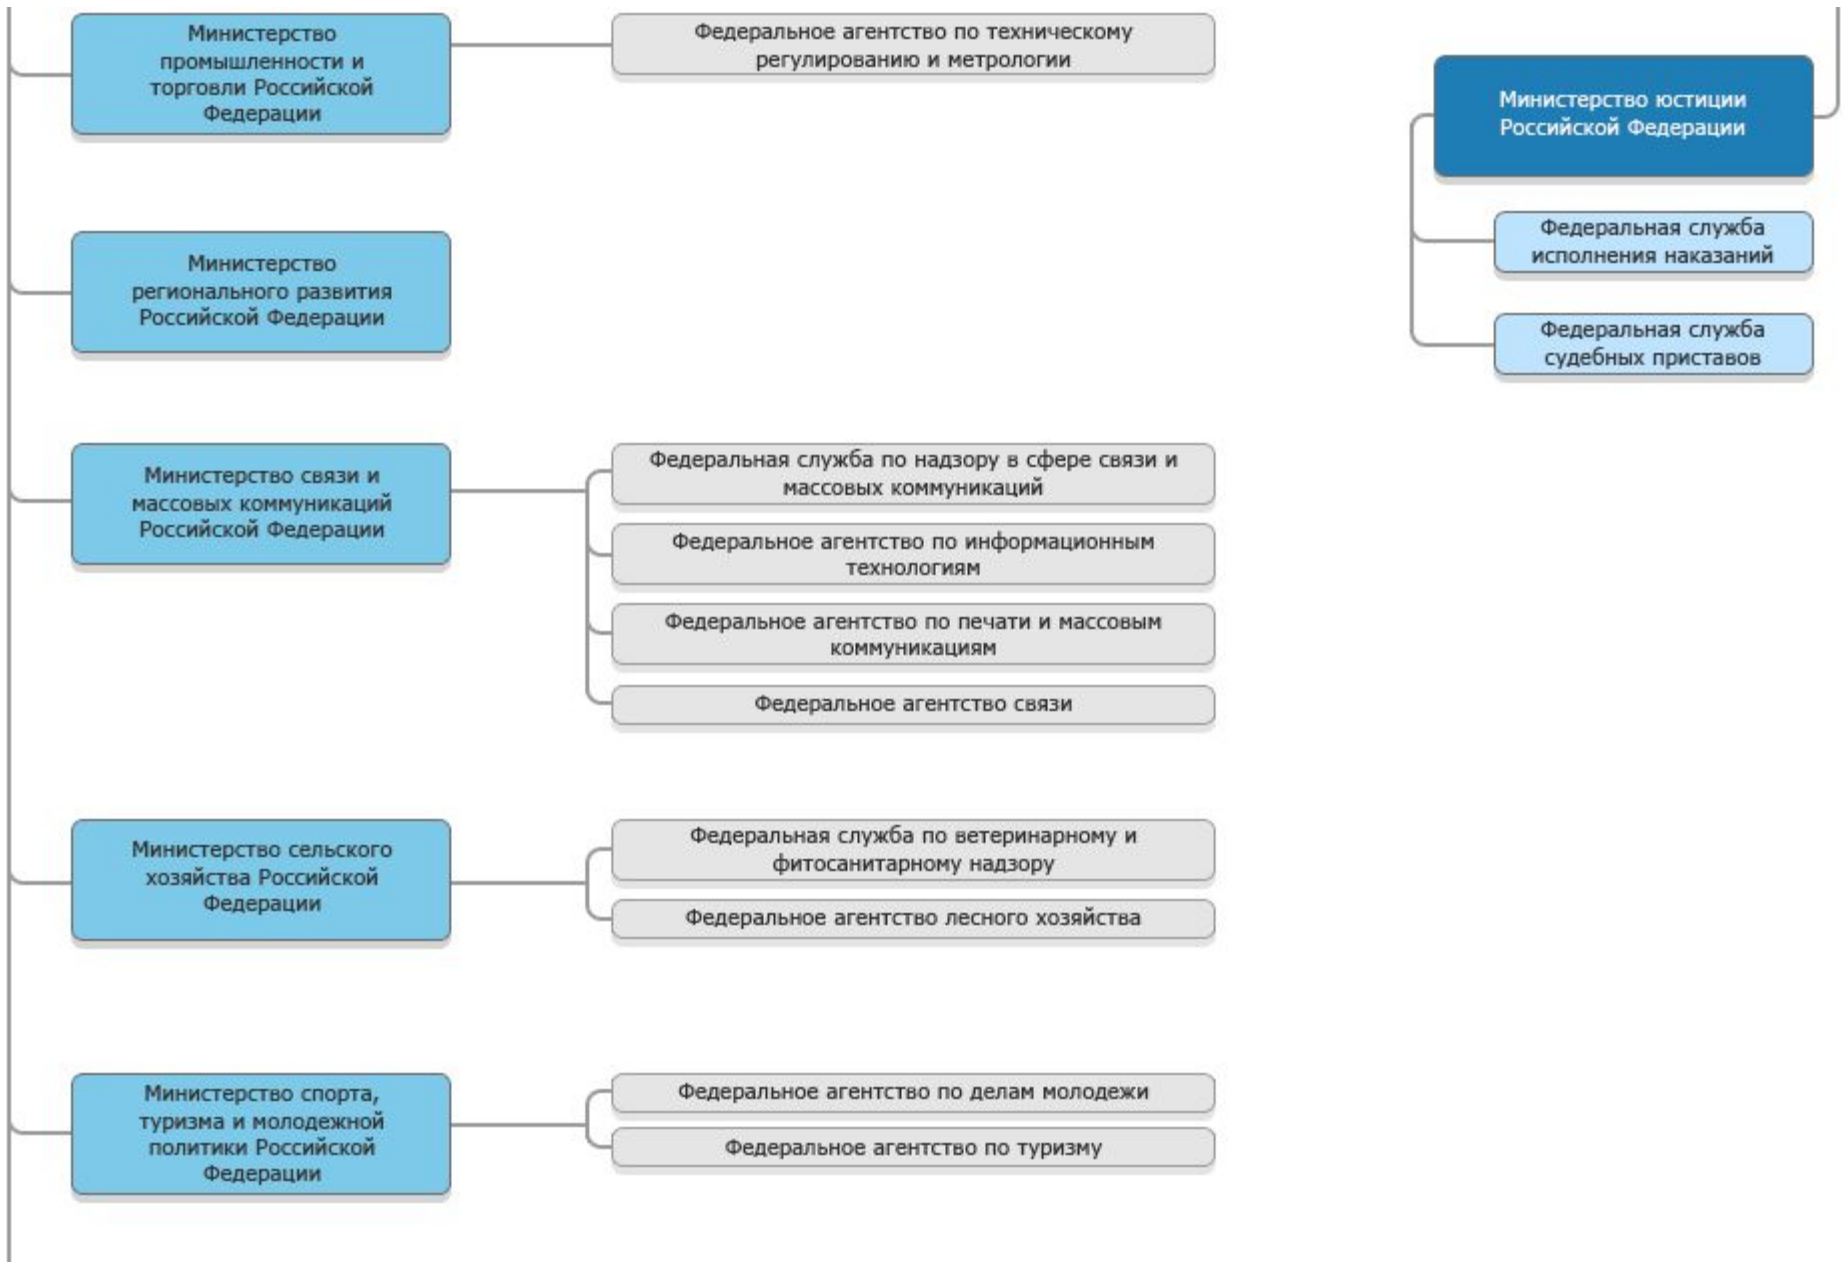 Министерство
промышленности и
торговли Российской
Федерации
Федеральное агентство по техническому
регулированию и метрологии
Министерство юстиции
Российской Федерации
Федеральная служба
исполнения наказаний
Федеральная служба
судебных приставов
Министерство
регионального развития
Российской Федерации
Министерство связи и
массовых коммуникаций
Российской Федерации
Федеральная служба по надзору в сфере связи и
массовых коммуникаций
Федеральное агентство по информационным
технологиям
Федеральное агентство по печати и массовым
коммуникациям
Федеральное агентство связи
Министерство сельского
хозяйства Российской
Федерации
Федеральная служба по ветеринарному и
фитосанитарному надзору
Федеральное агентство лесного хозяйства
Министерство спорта,
туризма и молодежной
политики Российской
Федерации
Федеральное агентство по делам молодежи
Федеральное агентство по туризму